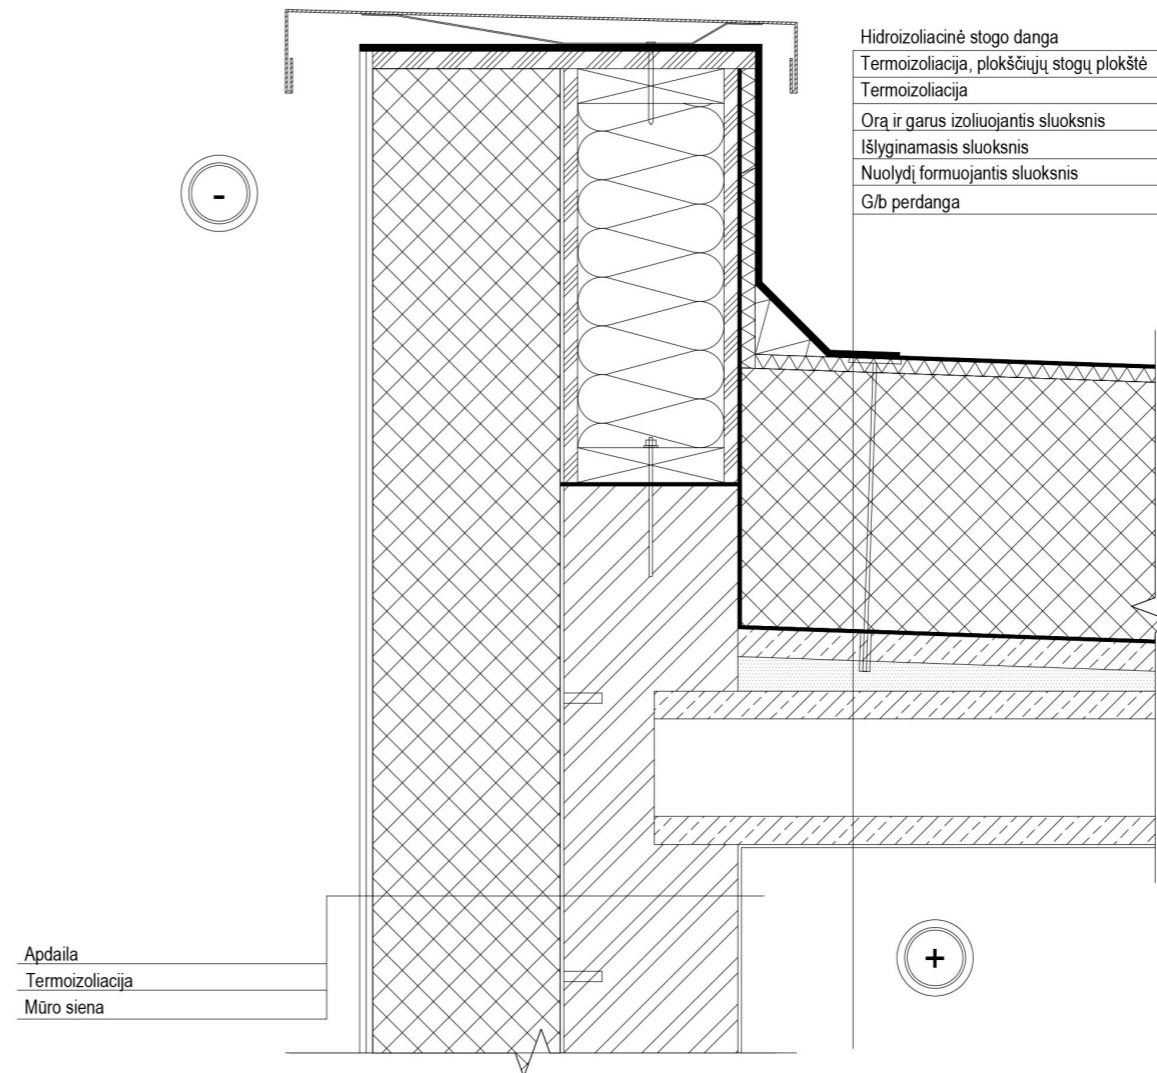 Hidroizoliacinė stogo danga
Termoizoliacija, plokščiųjų stogų plokštė
Termoizoliacija
Orą ir garus izoliuojantis sluoksnis
Išlyginamasis sluoksnis
Nuolydį formuojantis sluoksnis
G/b perdanga
-
+
Apdaila
Termoizoliacija
Mūro siena